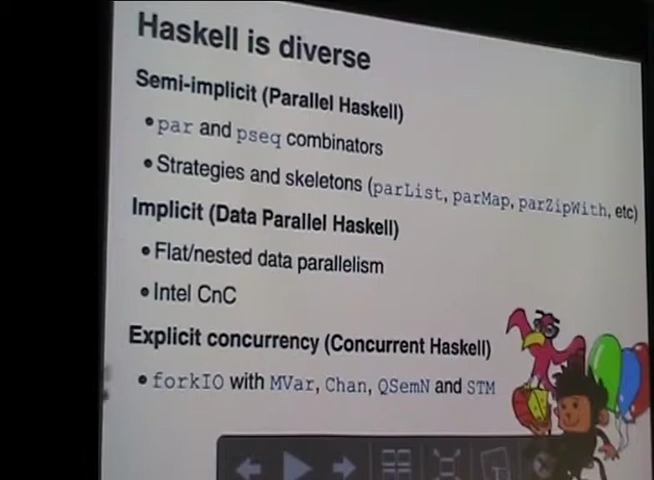 Haskell is diverse
Semi-implicit (Parallel Haskell)
• par and pseq combinators
• Strategies and skeletons (parList, parMap, parZipWith, etc)
Implicit (Data Parallel Haskell)
• Flat/nested data parallelism
• Intel CnC
Explicit concurrency (Concurrent Haskell)
• forkIO with MVar, Chan, QSemN and STM